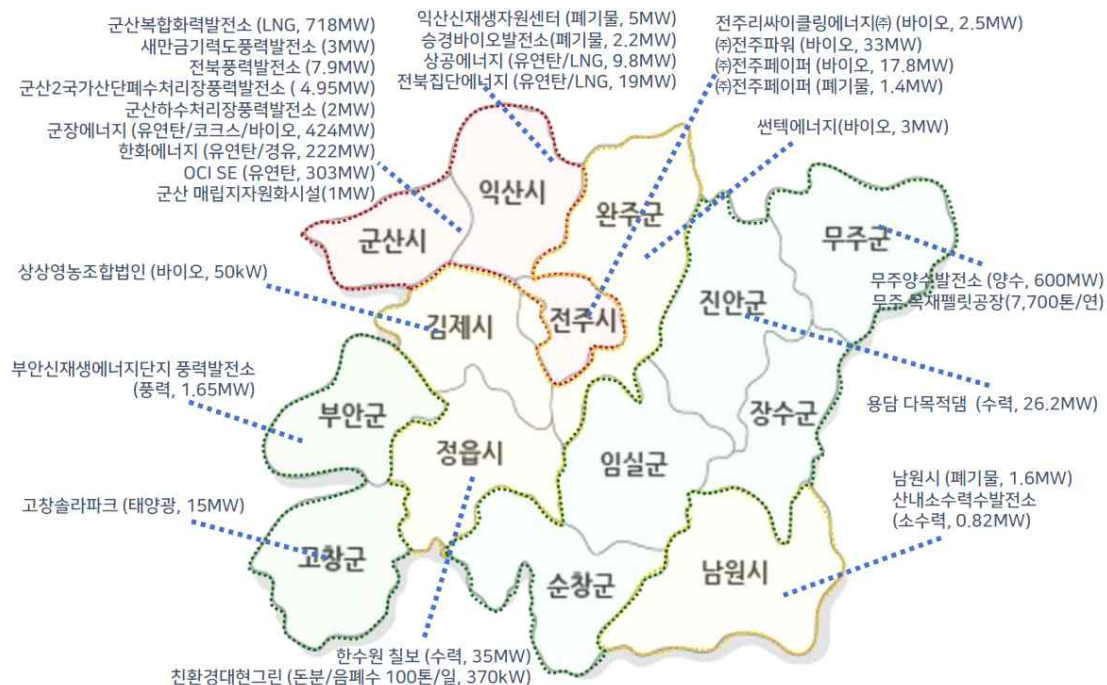 군산복합화력발전소 (LNG, 718MW)
새만금기력도풍력발전소 (3MW)
전북풍력발전소 (7.9MW)
군산2국가산단폐수처리장풍력발전소 ( 4.95MW)
군산하수처리장풍력발전소 (2MW)
군장에너지 (유연탄/코크스/바이오, 424MW)
한화에너지 (유연탄/경유, 222MW)
OCI SE (유연탄, 303MW)
군산 매립지자원화시설(1MW)
익산신재생자원센터 (폐기물, 5MW)
승경바이오발전소(폐기물, 2.2MW)
상공에너지 (유연탄/LNG, 9.8MW)
전북집단에너지 (유연탄/LNG, 19MW)
전주리싸이클링에너지㈜ (바이오, 2.5MW)
㈜전주파워 (바이오, 33MW)
㈜전주페이퍼 (바이오, 17.8MW)
㈜전주페이퍼 (폐기물, 1.4MW)
썬텍에너지(바이오, 3MW)
익산시
완주군
군산시
무주군
상상영농조합법인 (바이오, 50kW)
무주양수발전소 (양수, 600MW)
무주 목재펠릿공장(7,700톤/연)
김제시
전주시
진안군
부안신재생에너지단지 풍력발전소
(풍력, 1.65MW)
용담 다목적댐 (수력, 26.2MW)
부안군
장수군
정읍시
임실군
남원시 (폐기물, 1.6MW)
산내소수력수발전소
(소수력, 0.82MW)
고창솔라파크 (태양광, 15MW)
고창군
순창군
남원시
한수원 칠보 (수력, 35MW)
친환경대현그린 (돈분/음폐수 100톤/일, 370kW)